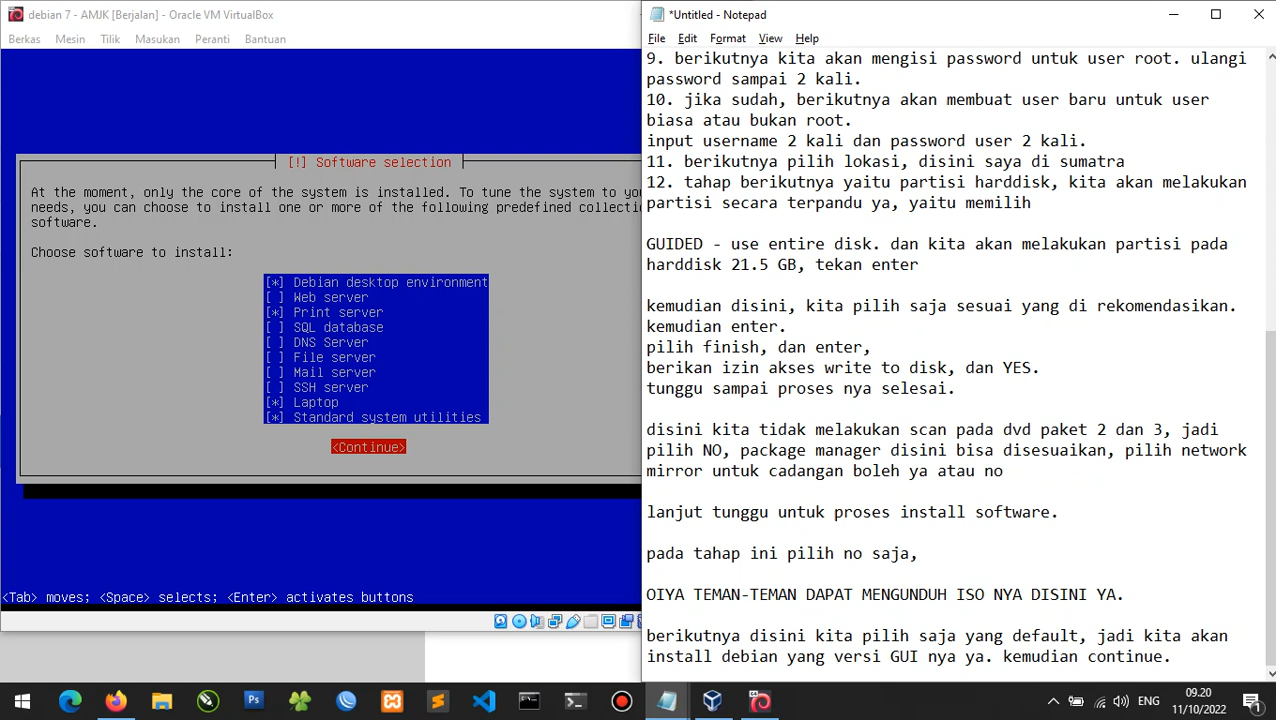 debian 7 - AMJK [Berjalan] - Oracle VM VirtualBox
Berkas Mesin Tilik Masukan Peranti Bantuan
[!] Software selection
At the moment, only the core of the system is installed. To tune the system to
needs, you can choose to install one or more of the following predefined
software.
Choose software to install:
[*] Debian desktop environment
[ ] Web server
[*] Print server
[ ] SQL database
[ ] DNS Server
[ ] File server
[ ] Mail server
[ ] SSH server
[*] Laptop
[*] Standard system utilities
<Continue>
<Tab> moves; <Space> selects; <Enter> activates buttons
*Untitled - Notepad
File Edit Format View Help
9. berikutnya kita akan mengisi password untuk user root. ulangi
password sampai 2 kali.
10. jika sudah, berikutnya akan membuat user baru untuk user
biasa atau bukan root.
input username 2 kali dan password user 2 kali.
11. berikutnya pilih lokasi, disini saya di sumatra
12. tahap berikutnya yaitu partisi harddisk, kita akan melakukan
partisi secara terpandu ya, yaitu memilih
GUIDED - use entire disk. dan kita akan melakukan partisi pada
harddisk 21.5 GB, tekan enter
kemudian disini, kita pilih saja sesuai yang di rekomendasikan.
kemudian enter.
pilih finish, dan enter,
berikan izin akses write to disk, dan YES.
tunggu sampai proses nya selesai.
disini kita tidak melakukan scan pada dvd paket 2 dan 3, jadi
pilih NO, package manager disini bisa disesuaikan, pilih network
mirror untuk cadangan boleh ya atau no
lanjut tunggu untuk proses install software.
pada tahap ini pilih no saja,
OIYA TEMAN-TEMAN DAPAT MENGUNDUH ISO NYA DISINI YA.
berikutnya disini kita pilih saja yang default, jadi kita akan
install debian yang versi GUI nya ya. kemudian continue.
Ps
ENG
09.20
11/10/2022
1